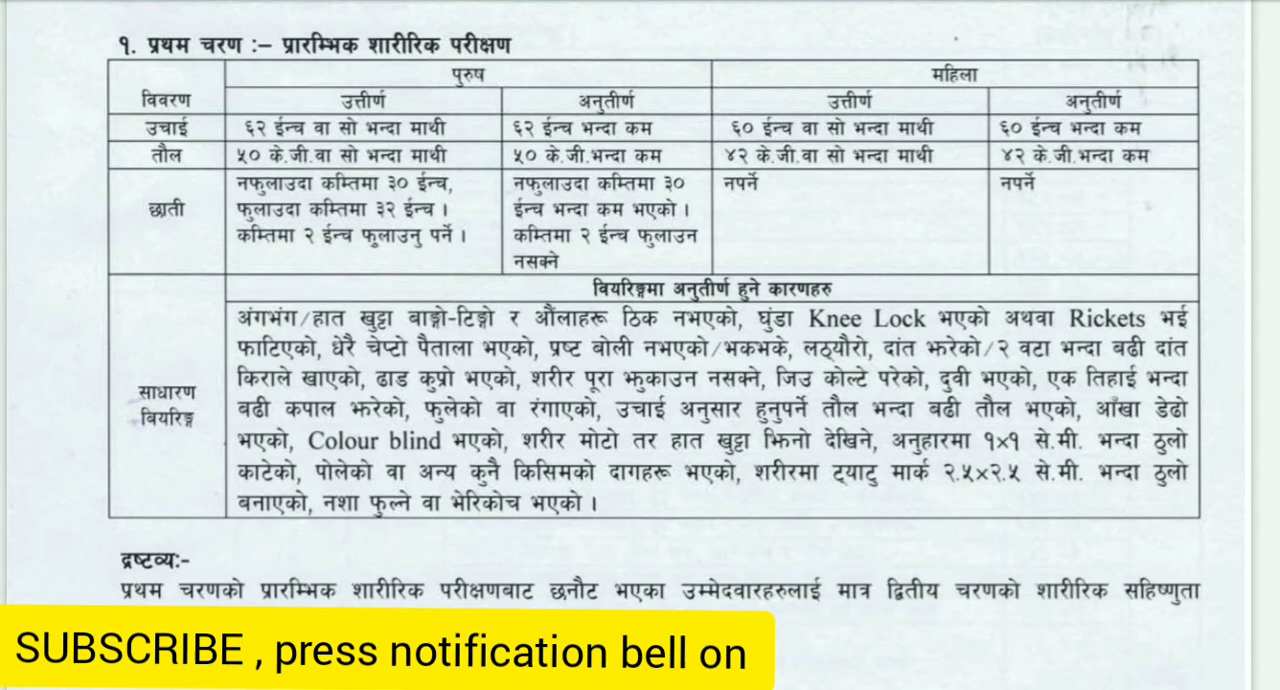 १. प्रथम चरण :– प्रारम्भिक शारीरिक परीक्षण
विवरण
पुरुष
महिला
उत्तीर्ण
अनुतीर्ण
उत्तीर्ण
अनुतीर्ण
उचाई
६२ ईन्च वा सो भन्दा माथी
६२ ईन्च भन्दा कम
६० ईन्च वा सो भन्दा माथी
६० ईन्च भन्दा कम
तौल
५० के.जी.वा सो भन्दा माथी
५० के.जी.भन्दा कम
४२ के.जी.वा सो भन्दा माथी
४२ के.जी.भन्दा कम
छाती
नफुलाउदा कम्तिमा ३० ईन्च,
फुलाउदा कम्तिमा ३२ ईन्च ।
कम्तिमा २ ईन्च फुलाउनु पर्ने ।
नफुलाउदा कम्तिमा ३०
ईन्च भन्दा कम भएको ।
कम्तिमा २ ईन्च फुलाउन
नसक्ने
नपर्ने
नपर्ने
साधारण
बियरिङ्ग
वियरिङ्गमा अनुतीर्ण हुने कारणहरु
अंगभंग/हात खुट्टा बाङ्गो-टिङ्गो र औंलाहरू ठिक नभएको, घुंडा Knee Lock भएको अथवा Rickets भई
फाटिएको, धेरै चेप्टो पैताला भएको, प्रष्ट बोली नभएको/भकभके, लठ्यौरो, दांत झरेको/२ वटा भन्दा बढी दांत
किराले खाएको, ढाड कुप्रो भएको, शरीर पूरा झुकाउन नसक्ने, जिउ कोल्टे परेको, दुवी भएको, एक तिहाई भन्दा
बढी कपाल झरेको, फुलेको वा रंगाएको, उचाई अनुसार हुनुपर्ने तौल भन्दा बढी तौल भएको, आँखा डेढो
भएको, Colour blind भएको, शरीर मोटो तर हात खुट्टा झिनो देखिने, अनुहारमा १×१ से.मी. भन्दा ठुलो
काटेको, पोलेको वा अन्य कुनै किसिमको दागहरू भएको, शरीरमा ट्याटु मार्क २.५×२.५ से.मी. भन्दा ठुलो
बनाएको, नशा फुल्ने वा भेरिकोच भएको ।
द्रष्टव्य:-
प्रथम चरणको प्रारम्भिक शारीरिक परीक्षणबाट छनौट भएका उम्मेदवारहरुलाई मात्र द्वितीय चरणको शारीरिक सहिष्णुता
SUBSCRIBE , press notification bell on